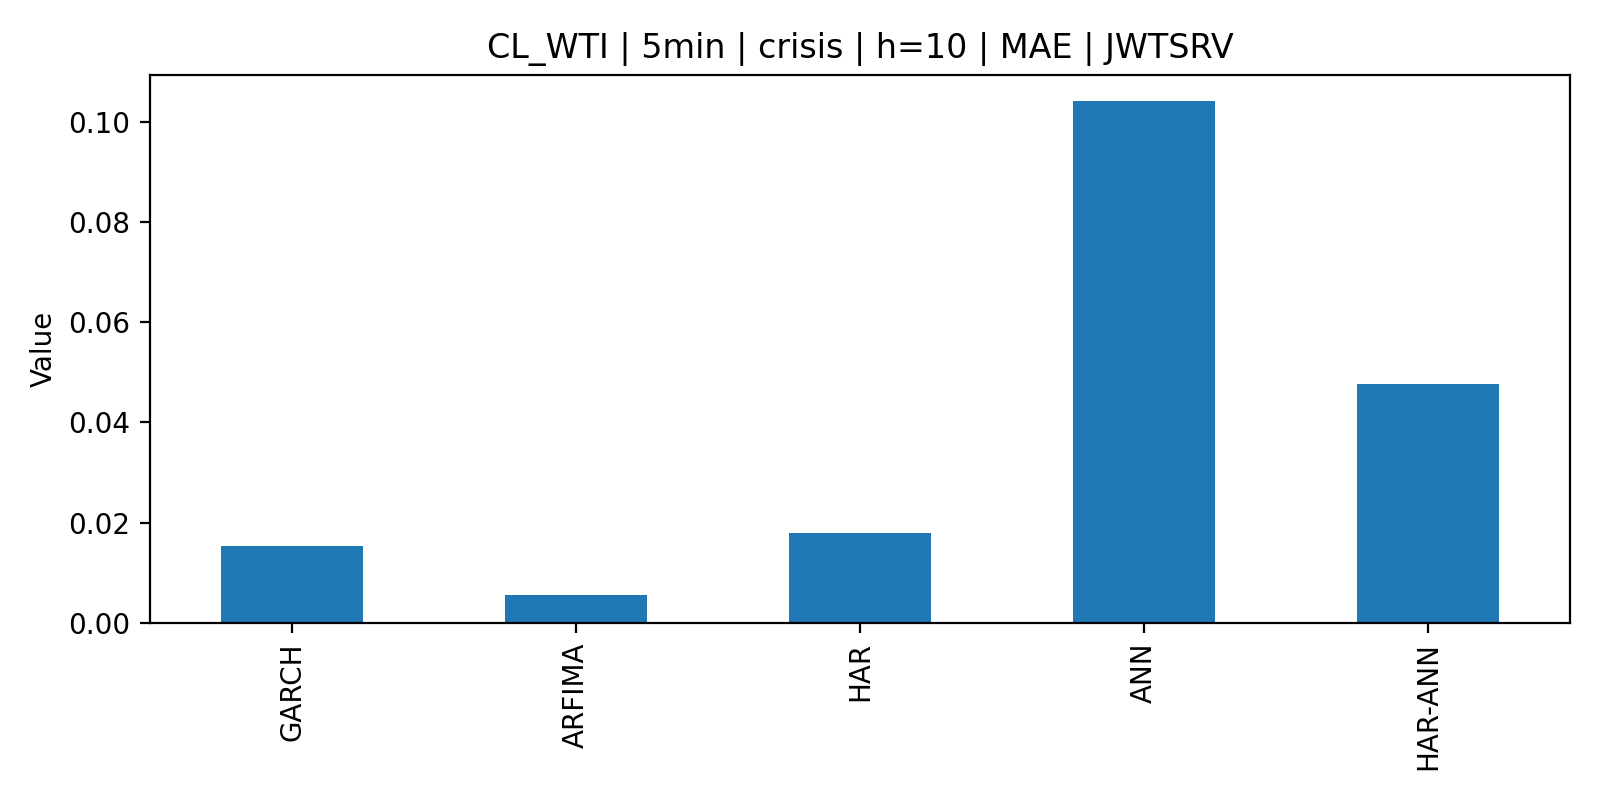 CL_WTI | 5min | crisis | h=10 | MAE | JWTSRV
Value
0.10
0.08
0.06
0.04
0.02
0.00
GARCH
ARFIMA
HAR
ANN
HAR-ANN